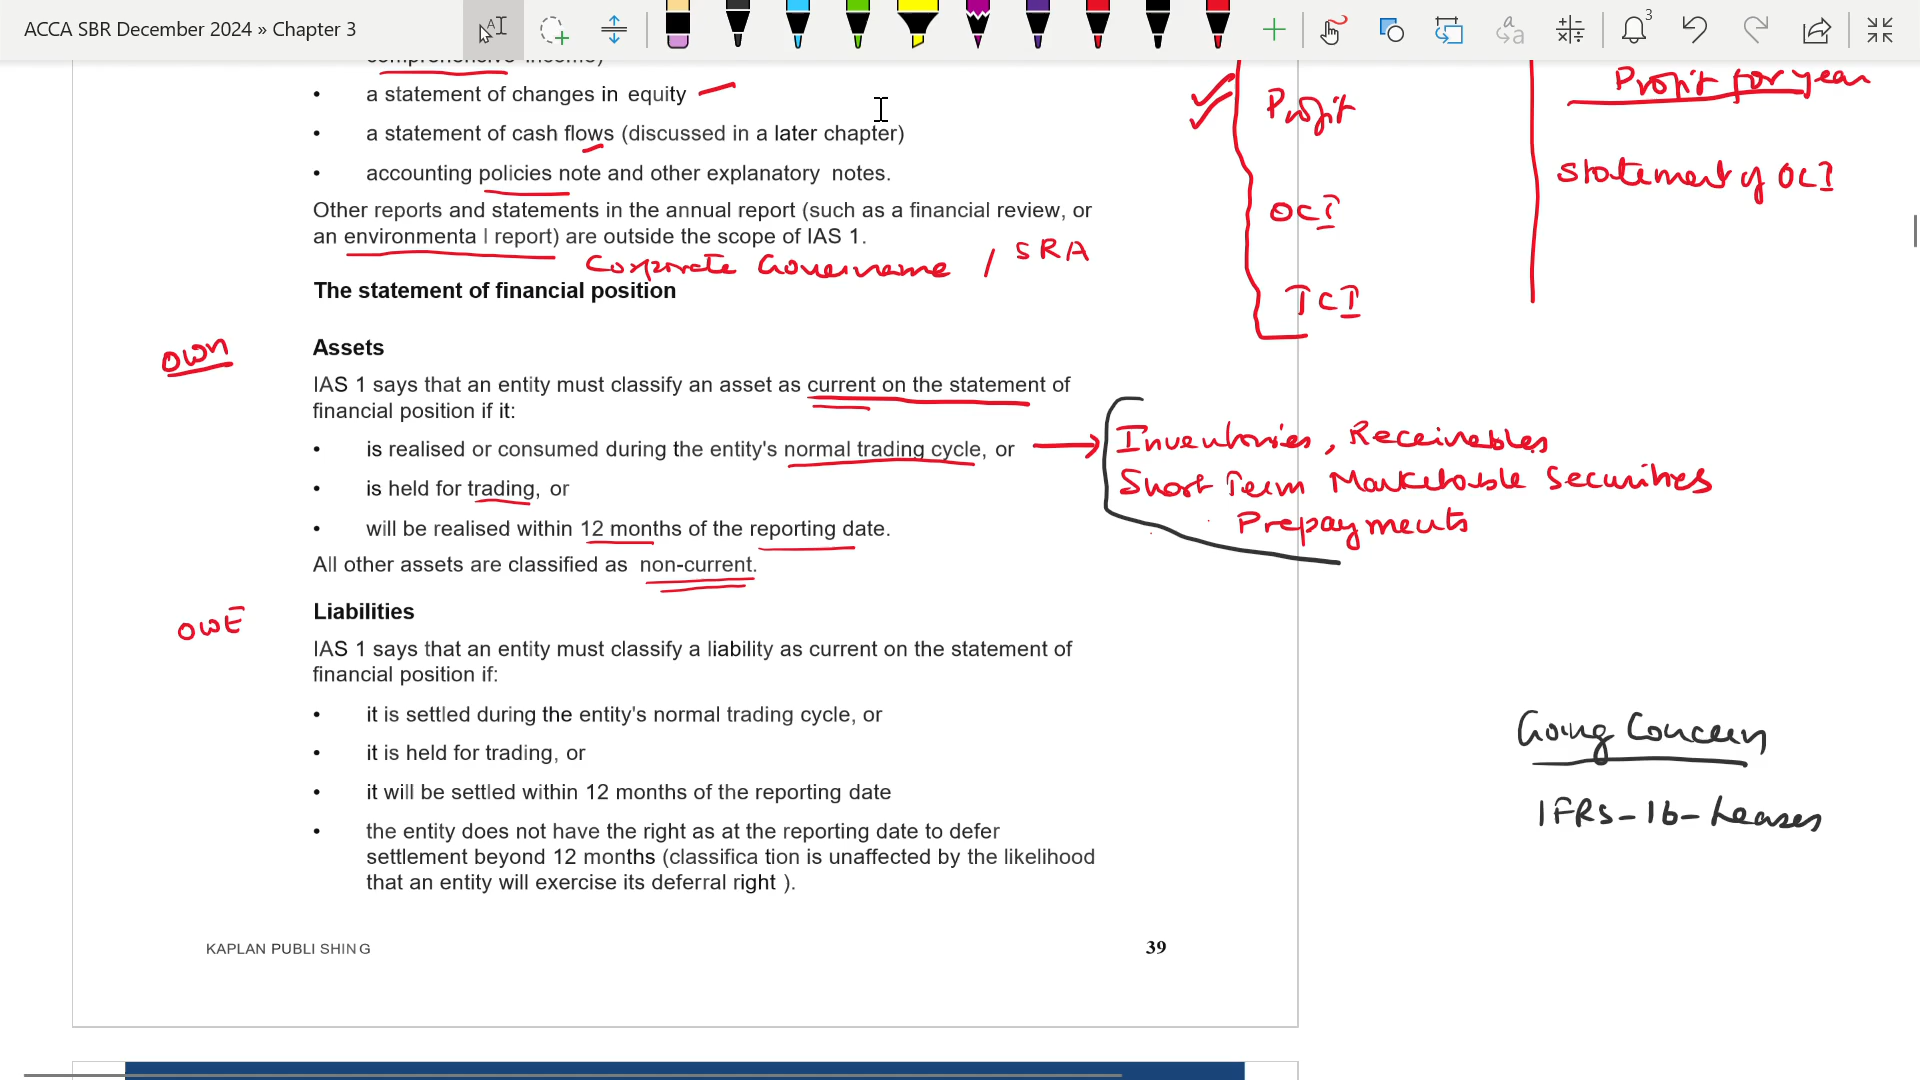 ACCA SBR December 2024 » Chapter 3
3
comprehensive income)
• a statement of changes in equity
• a statement of cash flows (discussed in a later chapter)
• accounting policies note and other explanatory notes.
Other reports and statements in the annual report (such as a financial review, or
an environmenta l report) are outside the scope of IAS 1.
Corporate Governance / SRA
Profit
OCI
TCI
Profit for year
Statement of OCI
The statement of financial position
OWN
Assets
IAS 1 says that an entity must classify an asset as current on the statement of
financial position if it:
• is realised or consumed during the entity's normal trading cycle, or
• is held for trading, or
• will be realised within 12 months of the reporting date.
All other assets are classified as non-current.
Inventories, Receivables
Short Term Marketable Securities
Prepayments
OWE
Liabilities
IAS 1 says that an entity must classify a liability as current on the statement of
financial position if:
• it is settled during the entity's normal trading cycle, or
• it is held for trading, or
• it will be settled within 12 months of the reporting date
• the entity does not have the right as at the reporting date to defer
settlement beyond 12 months (classifica tion is unaffected by the likelihood
that an entity will exercise its deferral right ).
Going Concern
IFRS-16-Leases
KAPLAN PUBLI SHING
39